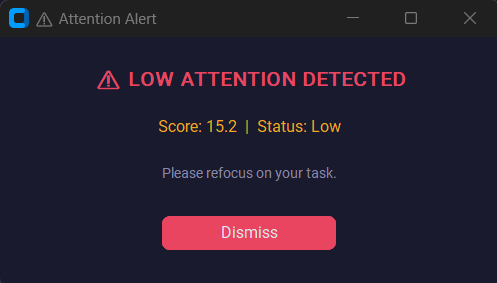 ⚠ Attention Alert
⚠ LOW ATTENTION DETECTED
Score: 15.2 | Status: Low
Please refocus on your task.
Dismiss